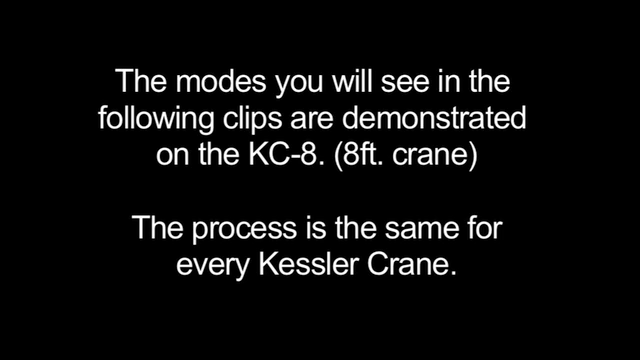 The modes you will see in the
following clips are demonstrated
on the KC-8. (8ft. crane)
The process is the same for
every Kessler Crane.